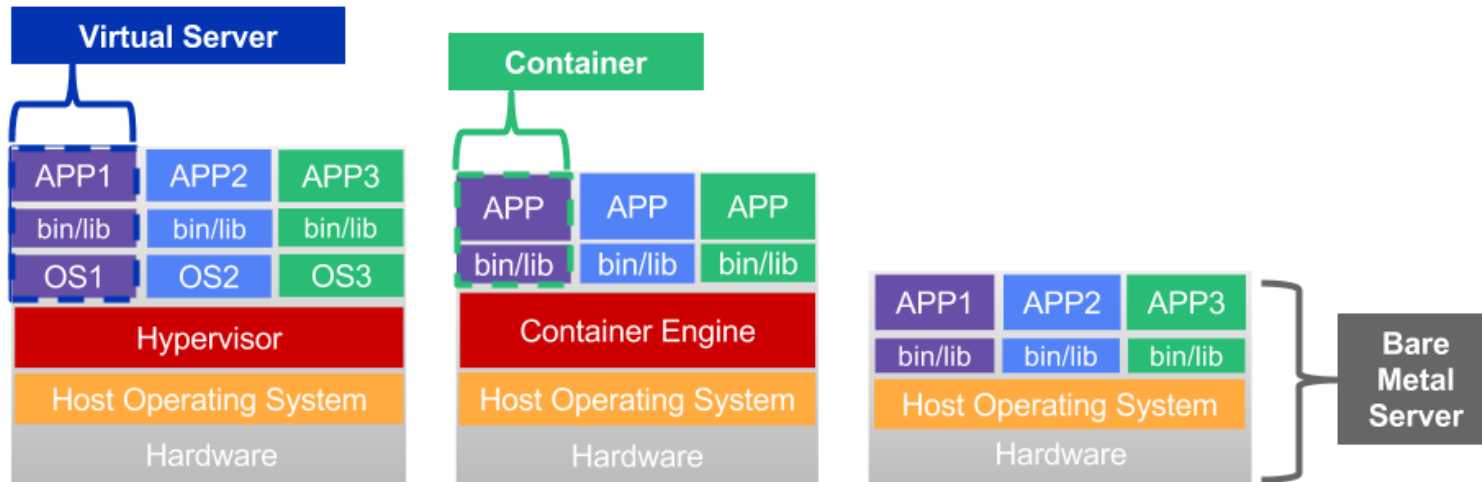 Virtual Server
APP1 APP2 APP3
bin/lib bin/lib bin/lib
OS1 OS2 OS3
Hypervisor
Host Operating System
Hardware
Container
APP APP APP
bin/lib bin/lib bin/lib
Container Engine
Host Operating System
Hardware
APP1 APP2 APP3
bin/lib bin/lib bin/lib
Host Operating System
Hardware
Bare
Metal
Server